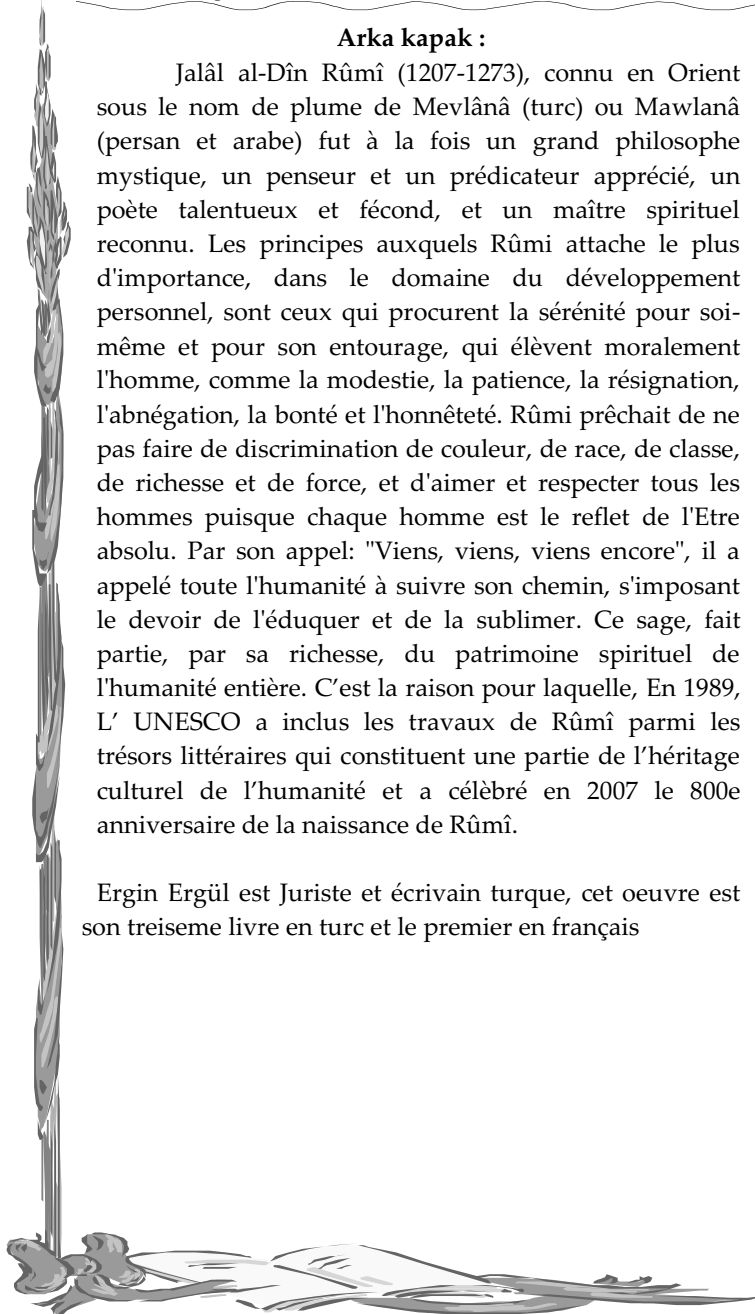 Arka kapak :
Jalâl al-Dîn Rûmî (1207-1273), connu en Orient
sous le nom de plume de Mevlânâ (turc) ou Mawlanâ
(persan et arabe) fut à la fois un grand philosophe
mystique, un penseur et un prédicateur apprécié, un
poète talentueux et fécond, et un maître spirituel
reconnu. Les principes auxquels Rûmi attache le plus
d'importance, dans le domaine du développement
personnel, sont ceux qui procurent la sérénité pour soi-
même et pour son entourage, qui élèvent moralement
l'homme, comme la modestie, la patience, la résignation,
l'abnégation, la bonté et l'honnêteté. Rûmi prêchait de ne
pas faire de discrimination de couleur, de race, de classe,
de richesse et de force, et d'aimer et respecter tous les
hommes puisque chaque homme est le reflet de l'Etre
absolu. Par son appel: "Viens, viens, viens encore", il a
appelé toute l'humanité à suivre son chemin, s'imposant
le devoir de l'éduquer et de la sublimer. Ce sage, fait
partie, par sa richesse, du patrimoine spirituel de
l'humanité entière. C’est la raison pour laquelle, En 1989,
L’ UNESCO a inclus les travaux de Rûmî parmi les
trésors littéraires qui constituent une partie de l’héritage
culturel de l’humanité et a célèbré en 2007 le 800e
anniversaire de la naissance de Rûmî.
Ergin Ergül est Juriste et écrivain turque, cet oeuvre est
son treiseme livre en turc et le premier en français